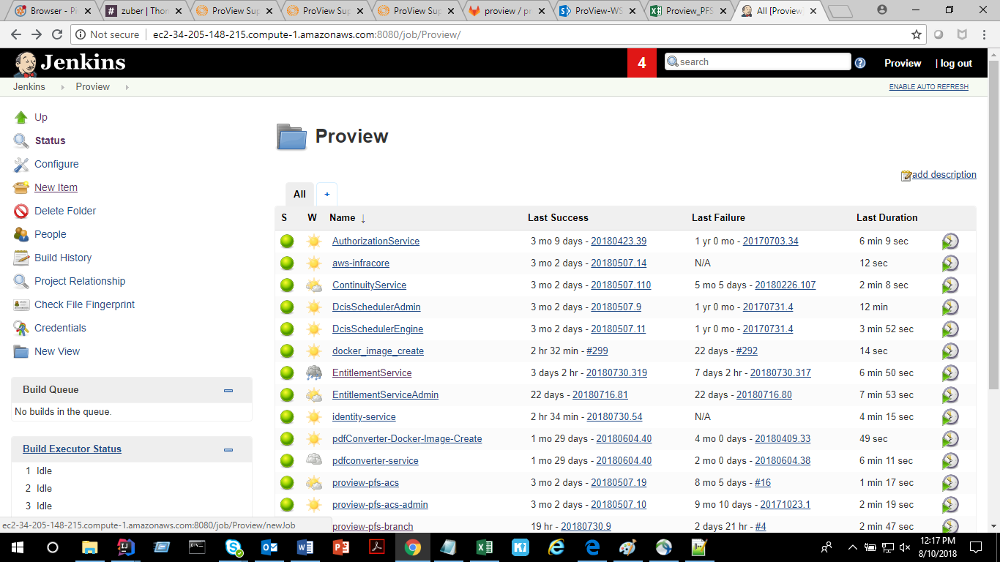 Browser - P
zuber | Thor
ProView Sup
ProView Sup
ProView Sup
proview / pr
ProView-WS
Preview_PFS
All [Proview]
Not secure | ec2-34-205-148-215.compute-1.amazonaws.com:8080/job/Proview/
Jenkins
4
search
Proview
| log out
Jenkins
Proview
ENABLE AUTO REFRESH
Up
Status
Configure
New Item
Delete Folder
People
Build History
Project Relationship
Check File Fingerprint
Credentials
New View
Build Queue
No builds in the queue.
Build Executor Status
1 Idle
2 Idle
3 Idle
Proview
add description
All +
S W Name ↓ Last Success Last Failure Last Duration
AuthorizationService 3 mo 9 days - 20180423.39 1 yr 0 mo - 20170703.34 6 min 9 sec
aws-infracore 3 mo 2 days - 20180507.14 N/A 12 sec
ContinuityService 3 mo 2 days - 20180507.110 5 mo 5 days - 20180226.107 2 min 8 sec
DcisSchedulerAdmin 3 mo 2 days - 20180507.9 1 yr 0 mo - 20170731.4 12 min
DcisSchedulerEngine 3 mo 2 days - 20180507.11 1 yr 0 mo - 20170731.4 3 min 52 sec
docker_image_create 2 hr 32 min - #299 22 days - #292 14 sec
EntitlementService 3 days 2 hr - 20180730.319 7 days 2 hr - 20180730.317 6 min 50 sec
EntitlementServiceAdmin 22 days - 20180716.81 22 days - 20180716.80 7 min 53 sec
identity-service 2 hr 34 min - 20180730.54 N/A 4 min 15 sec
pdfConverter-Docker-Image-Create 1 mo 29 days - 20180604.40 4 mo 0 days - 20180409.33 49 sec
pdfconverter-service 1 mo 29 days - 20180604.40 2 mo 0 days - 20180604.38 6 min 11 sec
proview-pfs-acs 3 mo 2 days - 20180507.19 8 mo 5 days - #16 1 min 17 sec
proview-pfs-acs-admin 3 mo 2 days - 20180507.10 9 mo 10 days - 20171023.1 2 min 19 sec
proview-pfs-branch 19 hr - 20180730.9 2 days 21 hr - #4 2 min 47 sec
ec2-34-205-148-215.compute-1.amazonaws.com:8080/job/Proview/newJob
12:17 PM
8/10/2018